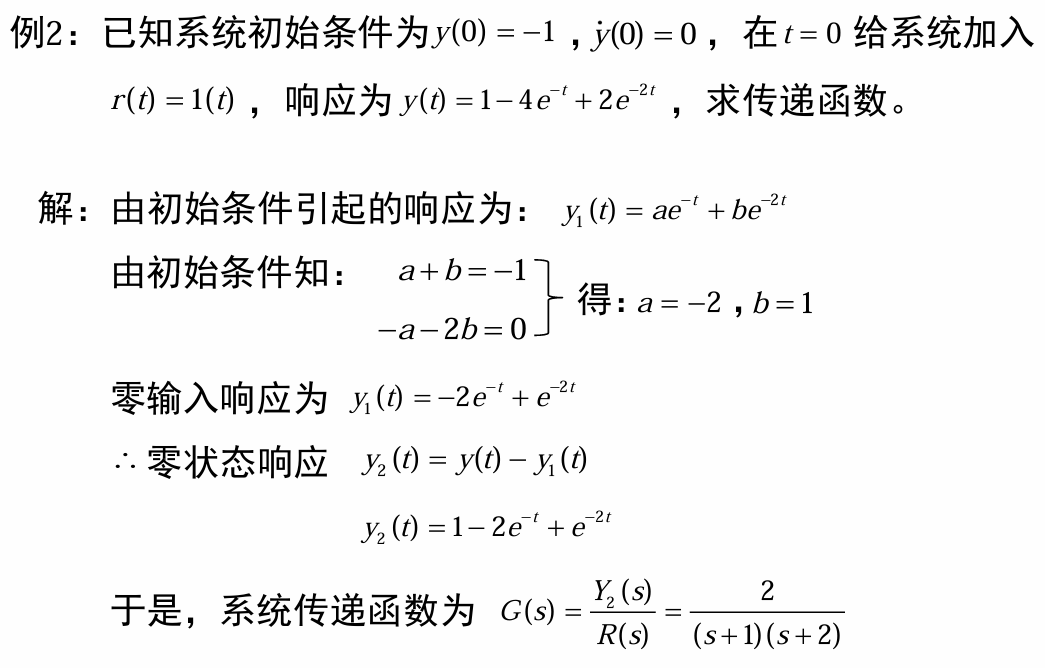 例2：已知系统初始条件为 y(0) = −1，ẏ(0) = 0，在 t = 0 给系统加入
r(t) = 1(t)，响应为 y(t) = 1 − 4e^{−t} + 2e^{−2t}，求传递函数。
解：由初始条件引起的响应为：y₁(t) = ae^{−t} + be^{−2t}
由初始条件知：a + b = −1
−a − 2b = 0
得：a = −2，b = 1
零输入响应为 y₁(t) = −2e^{−t} + e^{−2t}
∴ 零状态响应 y₂(t) = y(t) − y₁(t)
y₂(t) = 1 − 2e^{−t} + e^{−2t}
于是，系统传递函数为 G(s) = Y₂(s)/R(s) = 2/((s+1)(s+2))